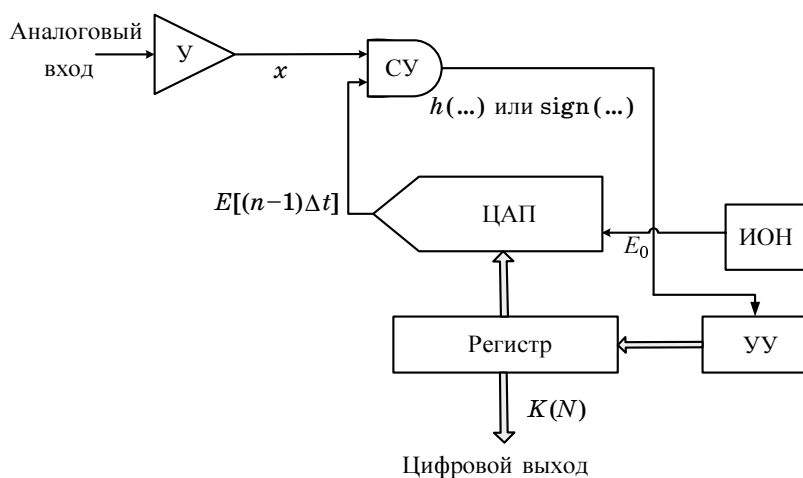 Аналоговый
вход
У
x
СУ
h(...) или sign(...)
E[(n−1)Δt]
ЦАП
E₀
ИОН
Регистр
УУ
K(N)
Цифровой выход